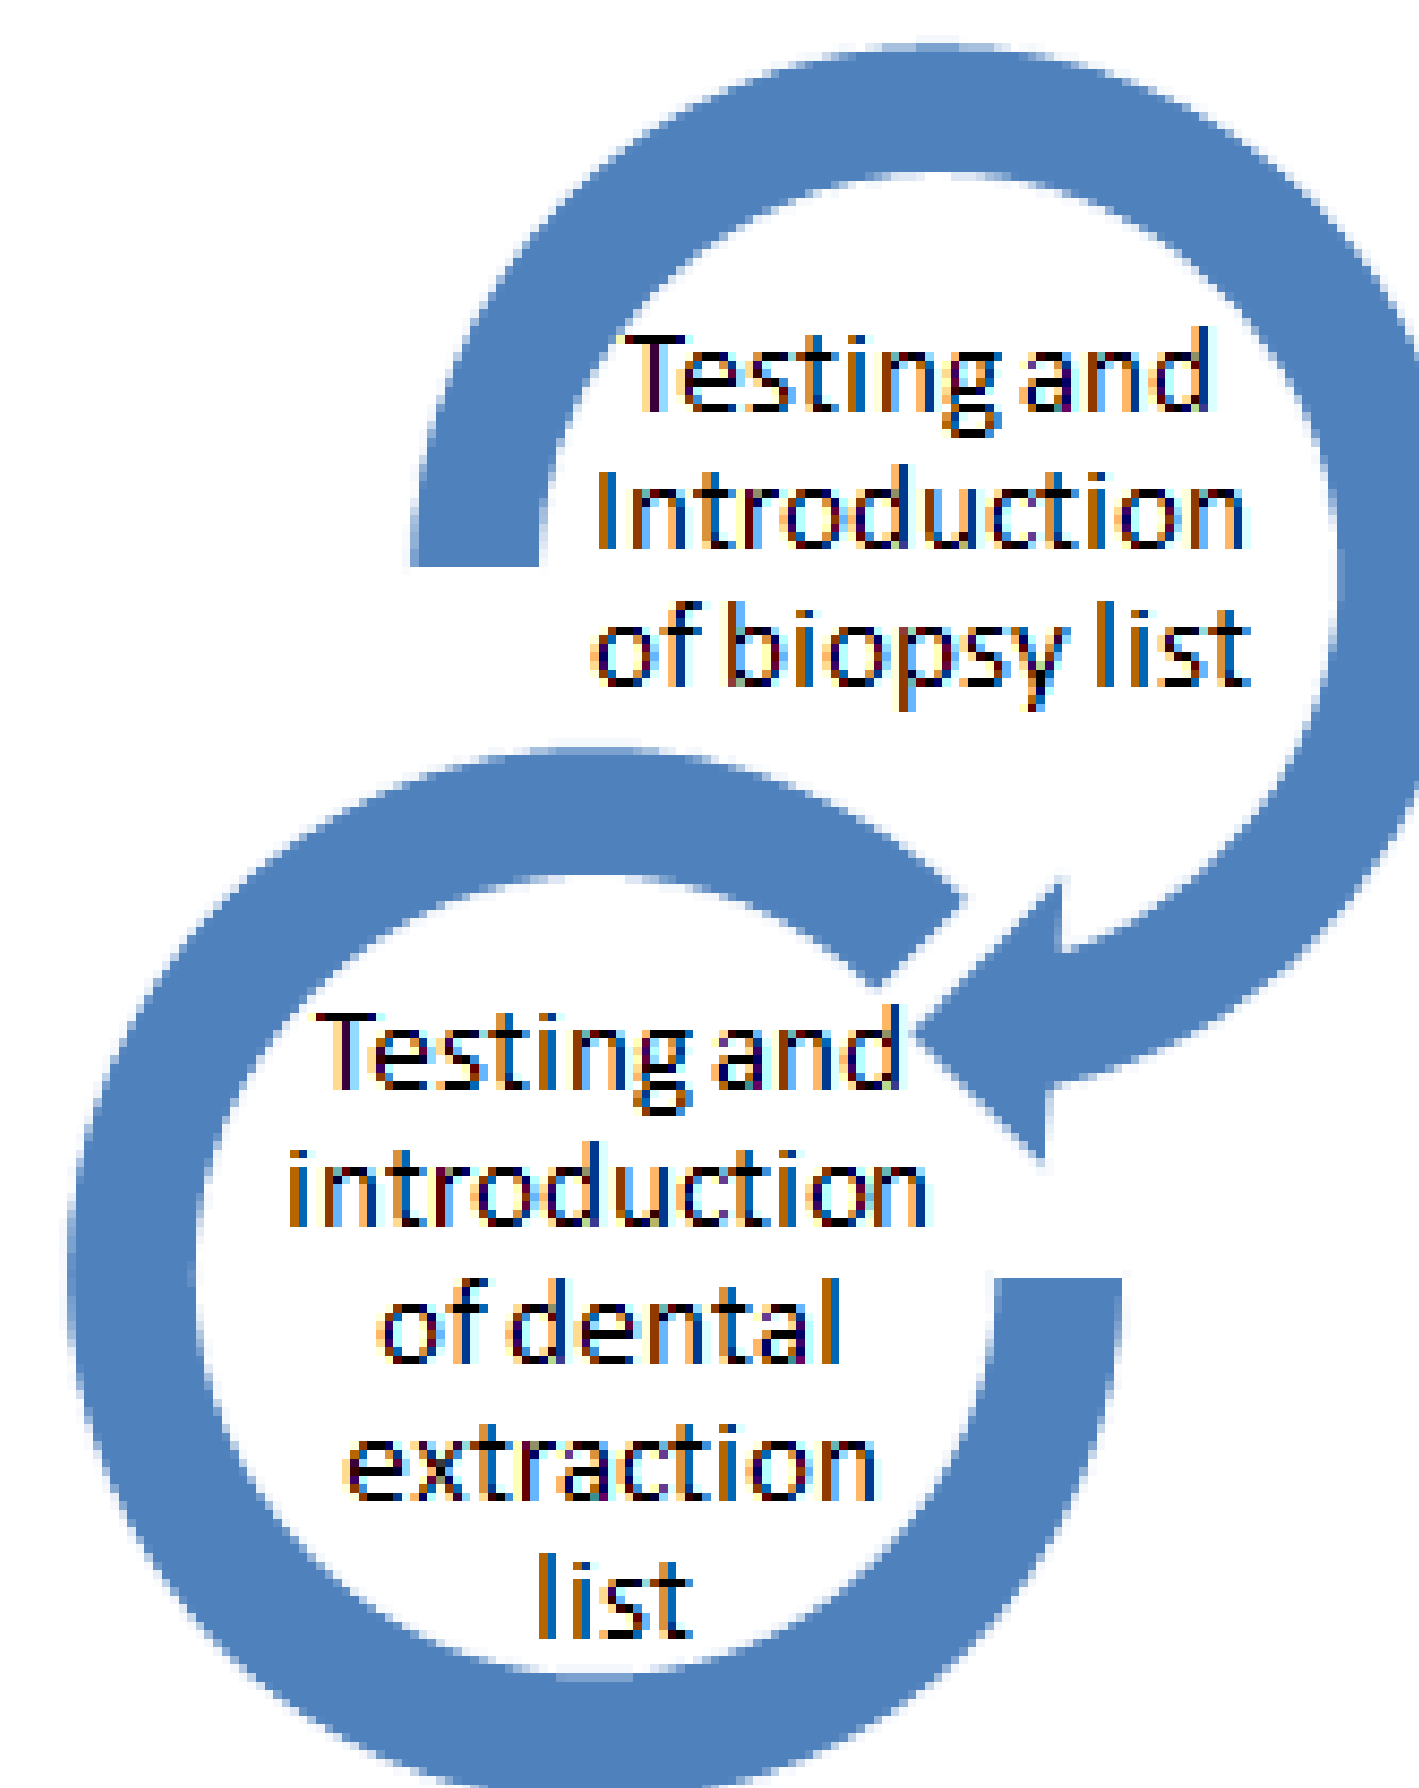 Testing and
Introduction
of biopsy list
Testing and
introduction
of dental
extraction
list